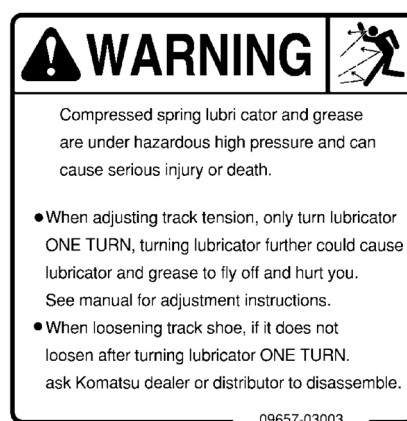 WARNING
Compressed spring lubri cator and grease
are under hazardous high pressure and can
cause serious injury or death.
● When adjusting track tension, only turn lubricator
ONE TURN, turning lubricator further could cause
lubricator and grease to fly off and hurt you.
See manual for adjustment instructions.
● When loosening track shoe, if it does not
loosen after turning lubricator ONE TURN.
ask Komatsu dealer or distributor to disassemble.
09657-03003